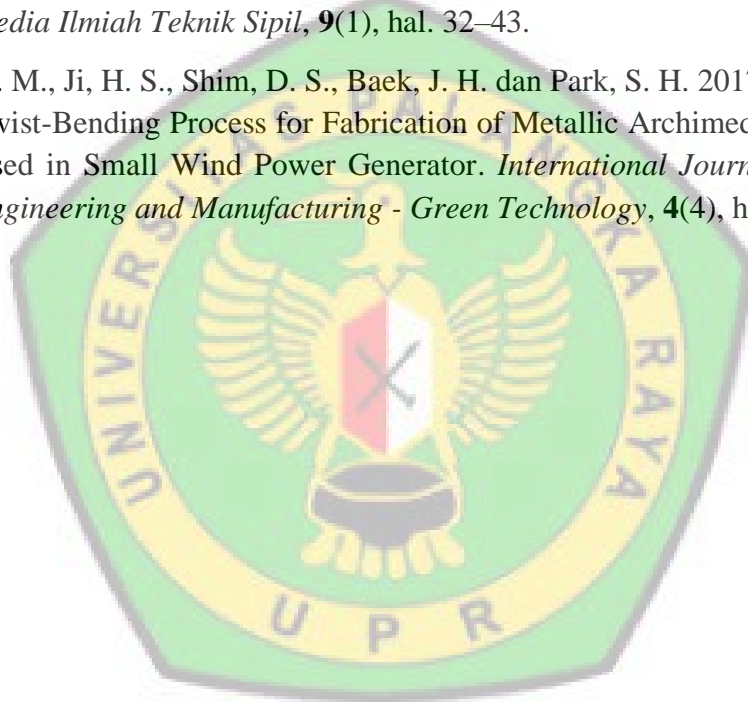 edia Ilmiah Teknik Sipil, 9(1), hal. 32–43.
. M., Ji, H. S., Shim, D. S., Baek, J. H. dan Park, S. H. 2017
wist-Bending Process for Fabrication of Metallic Archimed
sed in Small Wind Power Generator. International Journ
ngineering and Manufacturing - Green Technology, 4(4), h
UNIVERSITAS PALANGKA RAYA
UPR